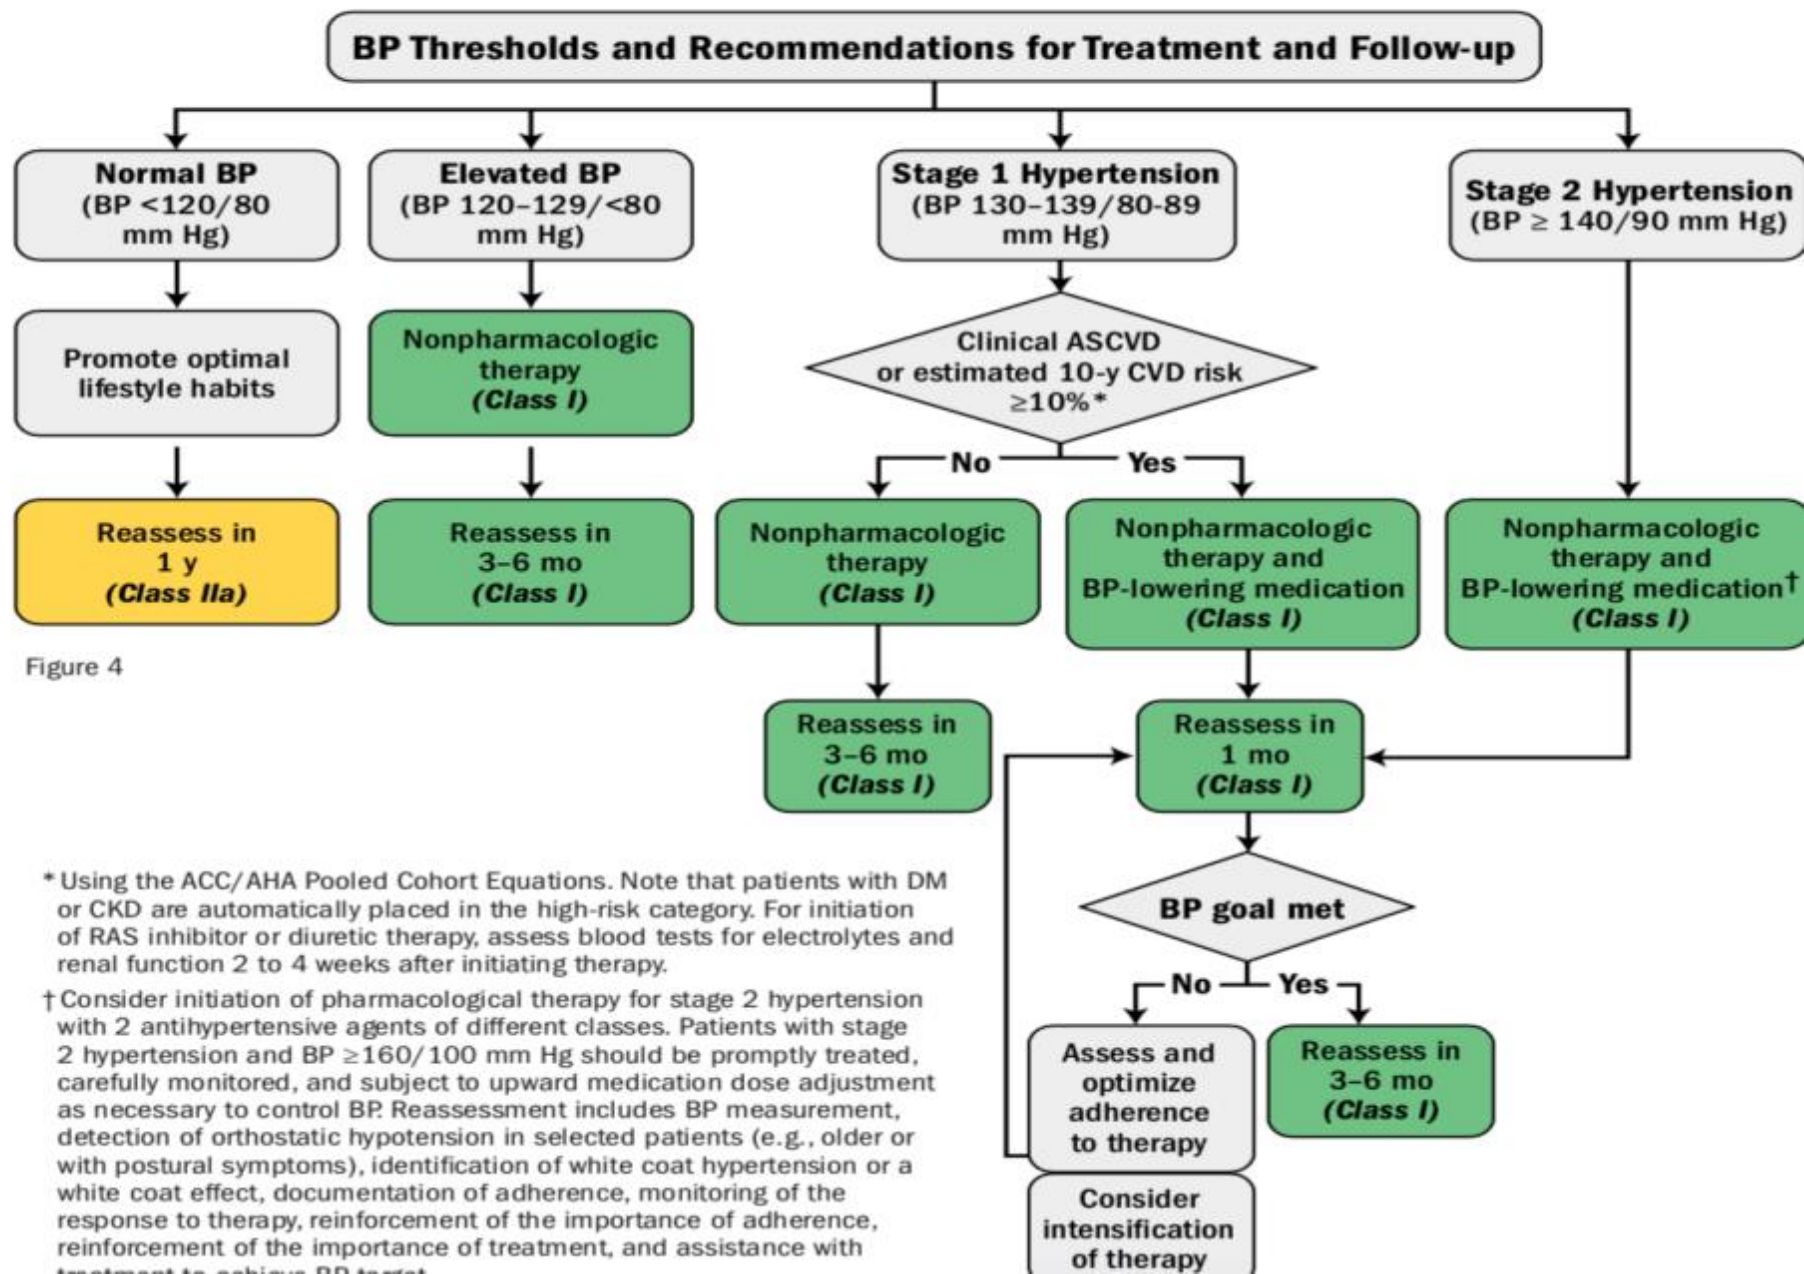 BP Thresholds and Recommendations for Treatment and Follow-up
Normal BP
(BP <120/80
mm Hg)
Elevated BP
(BP 120–129/<80
mm Hg)
Stage 1 Hypertension
(BP 130–139/80-89
mm Hg)
Stage 2 Hypertension
(BP ≥ 140/90 mm Hg)
Promote optimal
lifestyle habits
Nonpharmacologic
therapy
(Class I)
Clinical ASCVD
or estimated 10-y CVD risk
≥10%*
No
Yes
Reassess in
1 y
(Class IIa)
Reassess in
3–6 mo
(Class I)
Nonpharmacologic
therapy
(Class I)
Nonpharmacologic
therapy and
BP-lowering medication
(Class I)
Nonpharmacologic
therapy and
BP-lowering medication†
(Class I)
Figure 4
Reassess in
3–6 mo
(Class I)
Reassess in
1 mo
(Class I)
BP goal met
No
Yes
Assess and
optimize
adherence
to therapy
Reassess in
3–6 mo
(Class I)
Consider
intensification
of therapy
* Using the ACC/AHA Pooled Cohort Equations. Note that patients with DM
or CKD are automatically placed in the high-risk category. For initiation
of RAS inhibitor or diuretic therapy, assess blood tests for electrolytes and
renal function 2 to 4 weeks after initiating therapy.
† Consider initiation of pharmacological therapy for stage 2 hypertension
with 2 antihypertensive agents of different classes. Patients with stage
2 hypertension and BP ≥160/100 mm Hg should be promptly treated,
carefully monitored, and subject to upward medication dose adjustment
as necessary to control BP. Reassessment includes BP measurement,
detection of orthostatic hypotension in selected patients (e.g., older or
with postural symptoms), identification of white coat hypertension or a
white coat effect, documentation of adherence, monitoring of the
response to therapy, reinforcement of the importance of adherence,
reinforcement of the importance of treatment, and assistance with
treatment to achieve BP target